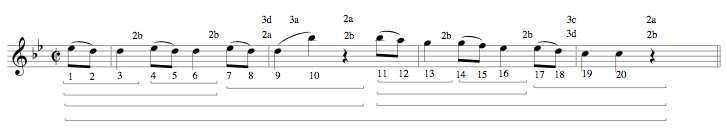 3d 3a 2a 3c 2a
2b 2b 2a 2b 2b 2b 2b 3d 2b
1 2 3 4 5 6 7 8 9 10 11 12 13 14 15 16 17 18 19 20